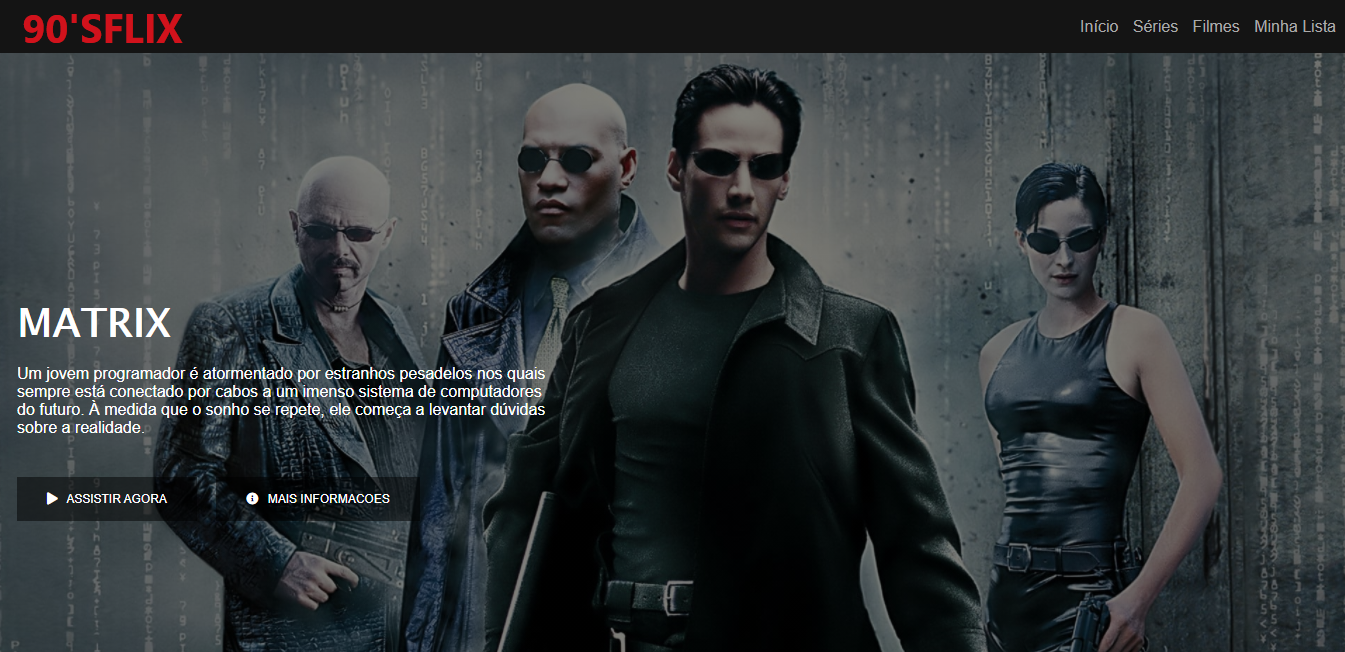 90'SFLIX
Início Séries Filmes Minha Lista
MATRIX
Um jovem programador é atormentado por estranhos pesadelos nos quais
sempre está conectado por cabos a um imenso sistema de computadores
do futuro. À medida que o sonho se repete, ele começa a levantar dúvidas
sobre a realidade.
ASSISTIR AGORA MAIS INFORMACOES